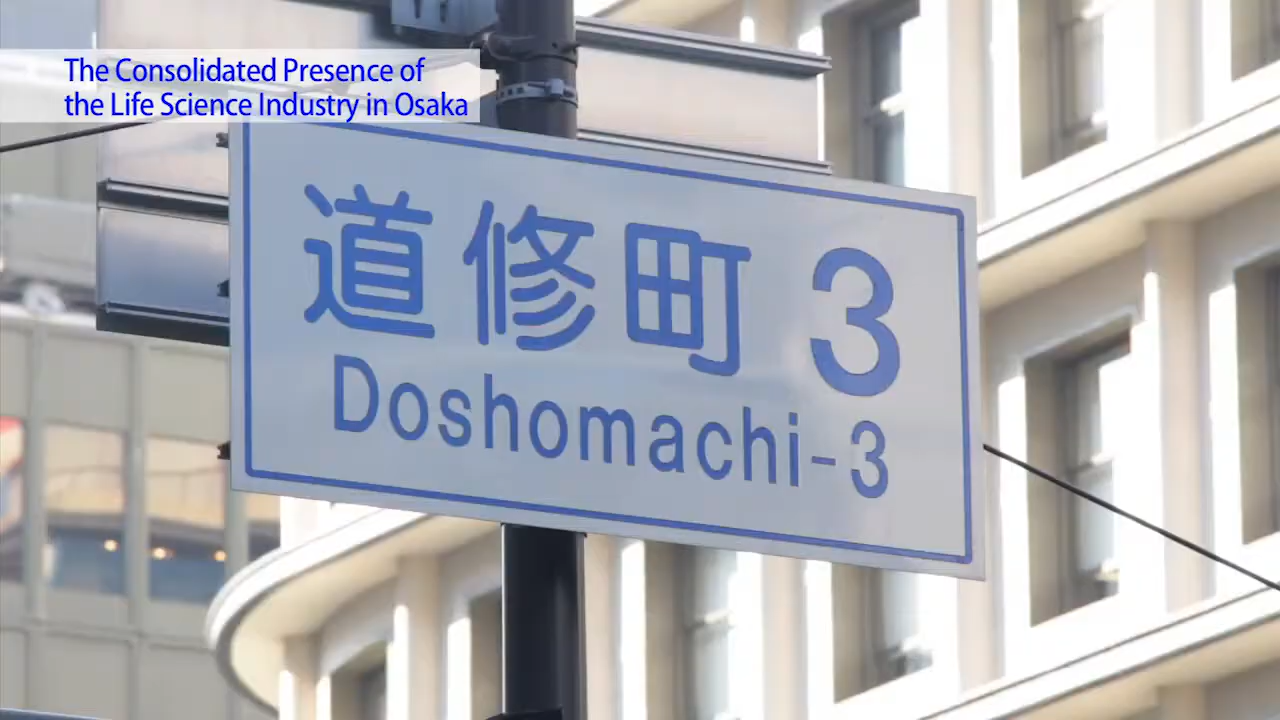 The Consolidated Presence of
the Life Science Industry in Osaka
道修町 3
Doshomachi-3